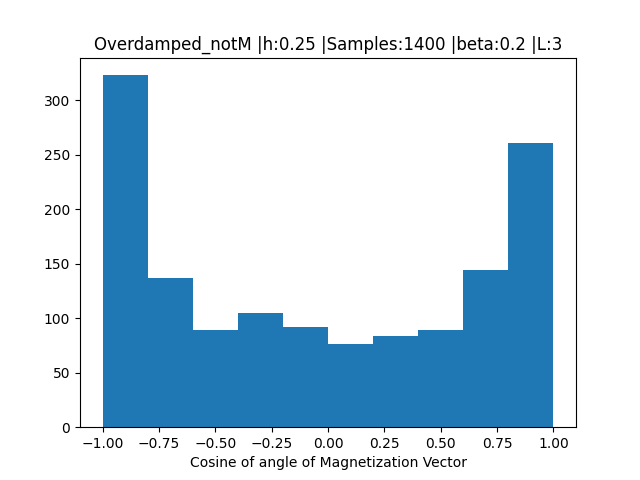 Overdamped_notM |h:0.25 |Samples:1400 |beta:0.2 |L:3
300
250
200
150
100
50
0
−1.00 −0.75 −0.50 −0.25 0.00 0.25 0.50 0.75 1.00
Cosine of angle of Magnetization Vector